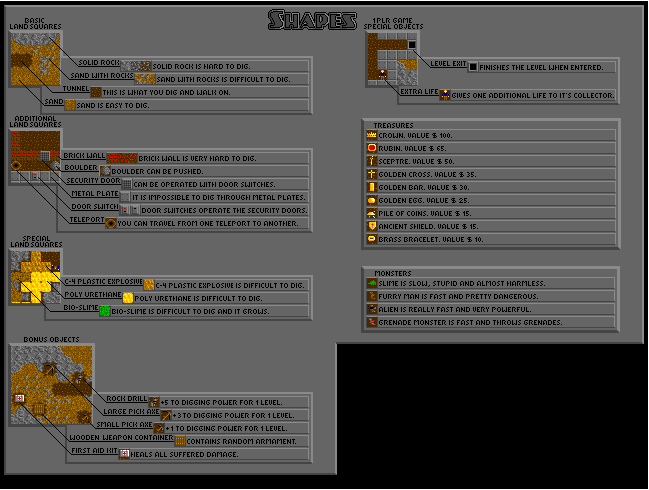 SHAPES
BASIC
LAND SQUARES
SOLID ROCK SOLID ROCK IS HARD TO DIG.
SAND WITH ROCKS SAND WITH ROCKS IS DIFFICULT TO DIG.
TUNNEL THIS IS WHAT YOU DIG AND WALK ON.
SAND SAND IS EASY TO DIG.
ADDITIONAL
LANDSQUARES
BRICK WALL BRICK WALL IS VERY HARD TO DIG.
BOULDER BOULDER CAN BE PUSHED.
SECURITY DOOR CAN BE OPERATED WITH DOOR SWITCHES.
METAL PLATE IT IS IMPOSSIBLE TO DIG THROUGH METAL PLATES.
DOOR SWITCH DOOR SWITCHES OPERATE THE SECURITY DOORS.
TELEPORT YOU CAN TRAVEL FROM ONE TELEPORT TO ANOTHER.
SPECIAL
LANDSQUARES
C-4 PLASTIC EXPLOSIVE C-4 PLASTIC EXPLOSIVE IS DIFFICULT TO DIG.
POLY URETHANE POLY URETHANE IS DIFFICULT TO DIG.
BIO-SLIME BIO-SLIME IS DIFFICULT TO DIG AND IT GROWS.
BONUS OBJECTS
ROCK DRILL +5 TO DIGGING POWER FOR 1 LEVEL.
LARGE PICK AXE +3 TO DIGGING POWER FOR 1 LEVEL.
SMALL PICK AXE +1 TO DIGGING POWER FOR 1 LEVEL.
WOODEN WEAPON CONTAINER CONTAINS RANDOM ARMAMENT.
FIRST AID KIT HEALS ALL SUFFERED DAMAGE.
1PLR GAME
SPECIAL OBJECTS
LEVEL EXIT FINISHES THE LEVEL WHEN ENTERED.
EXTRA LIFE GIVES ONE ADDITIONAL LIFE TO IT'S COLLECTOR.
TREASURES
CROWN. VALUE $ 100.
RUBIN. VALUE $ 65.
SCEPTRE. VALUE $ 50.
GOLDEN CROSS. VALUE $ 35.
GOLDEN BAR. VALUE $ 30.
GOLDEN EGG. VALUE $ 25.
PILE OF COINS. VALUE $ 15.
ANCIENT SHIELD. VALUE $ 15.
BRASS BRACELET. VALUE $ 10.
MONSTERS
SLIME IS SLOW, STUPID AND ALMOST HARMLESS.
FURRY MAN IS FAST AND PRETTY DANGEROUS.
ALIEN IS REALLY FAST AND VERY POWERFUL.
GRENADE MONSTER IS FAST AND THROWS GRENADES.